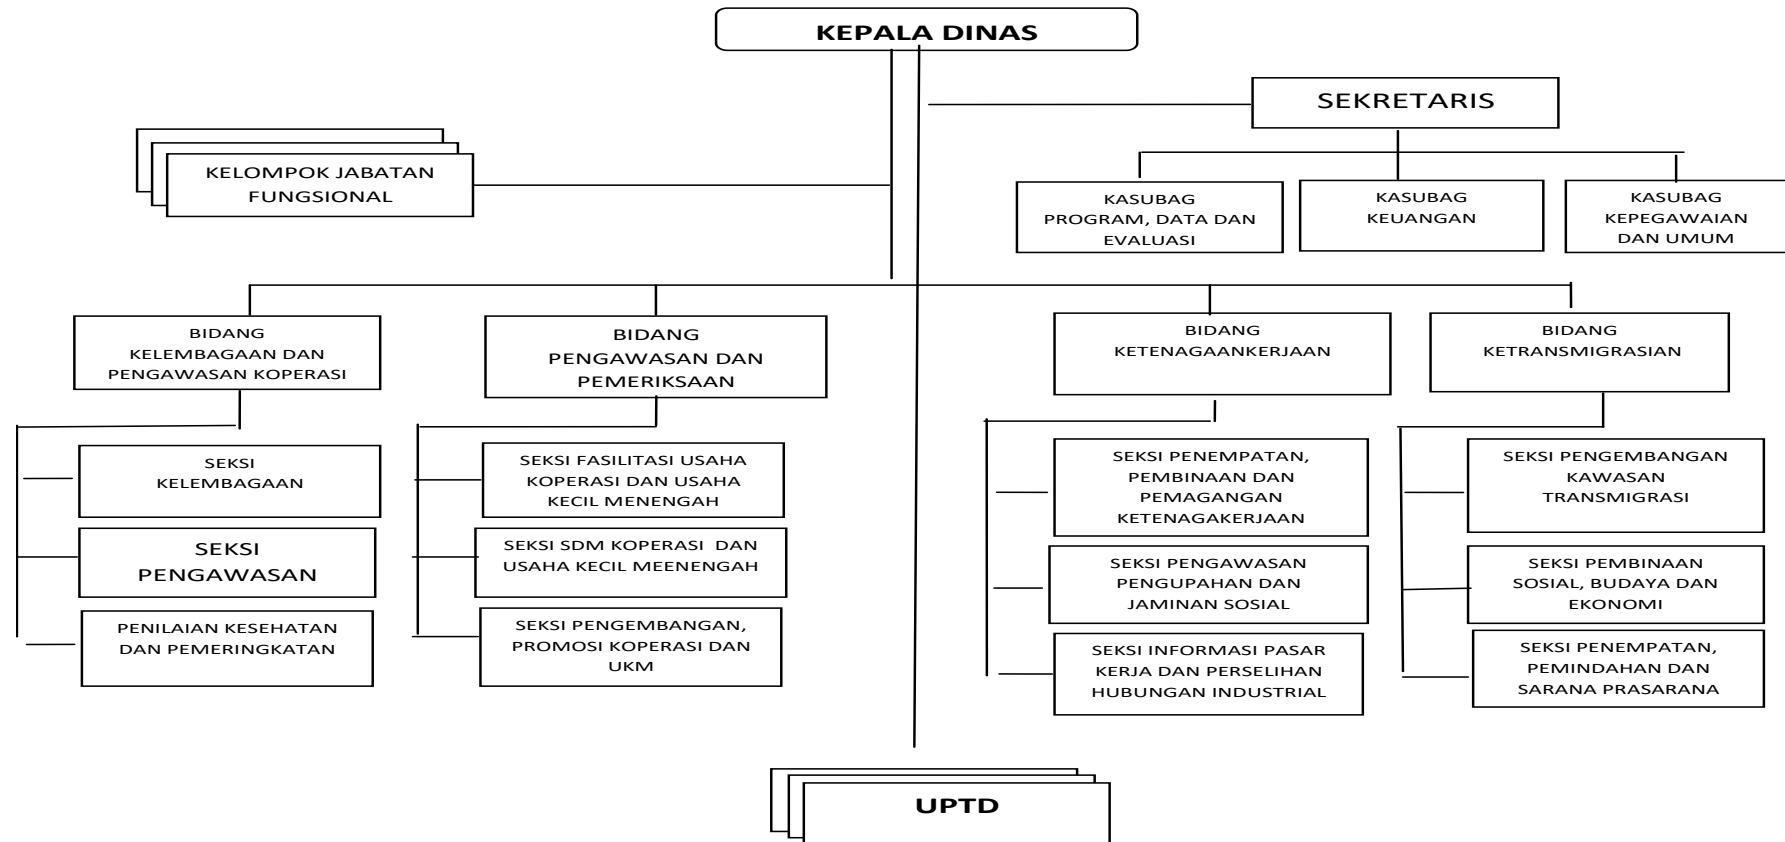 KEPALA DINAS
SEKRETARIS
KELOMPOK JABATAN
FUNGSIONAL
KASUBAG
PROGRAM, DATA DAN
EVALUASI
KASUBAG
KEUANGAN
KASUBAG
KEPEGAWAIAN
DAN UMUM
BIDANG
KELEMBAGAAN DAN
PENGAWASAN KOPERASI
BIDANG
PENGAWASAN DAN
PEMERIKSAAN
BIDANG
KETENAGAANKERJAAN
BIDANG
KETRANSMIGRASIAN
SEKSI
KELEMBAGAAN
SEKSI
PENGAWASAN
PENILAIAN KESEHATAN
DAN PEMERINGKATAN
SEKSI FASILITASI USAHA
KOPERASI DAN USAHA
KECIL MENENGAH
SEKSI SDM KOPERASI  DAN
USAHA KECIL MEENENGAH
SEKSI PENGEMBANGAN,
PROMOSI KOPERASI DAN
UKM
SEKSI PENEMPATAN,
PEMBINAAN DAN
PEMAGANGAN
KETENAGAKERJAAN
SEKSI PENGAWASAN
PENGUPAHAN DAN
JAMINAN SOSIAL
SEKSI INFORMASI PASAR
KERJA DAN PERSELIHAN
HUBUNGAN INDUSTRIAL
SEKSI PENGEMBANGAN
KAWASAN
TRANSMIGRASI
SEKSI PEMBINAAN
SOSIAL, BUDAYA DAN
EKONOMI
SEKSI PENEMPATAN,
PEMINDAHAN DAN
SARANA PRASARANA
UPTD